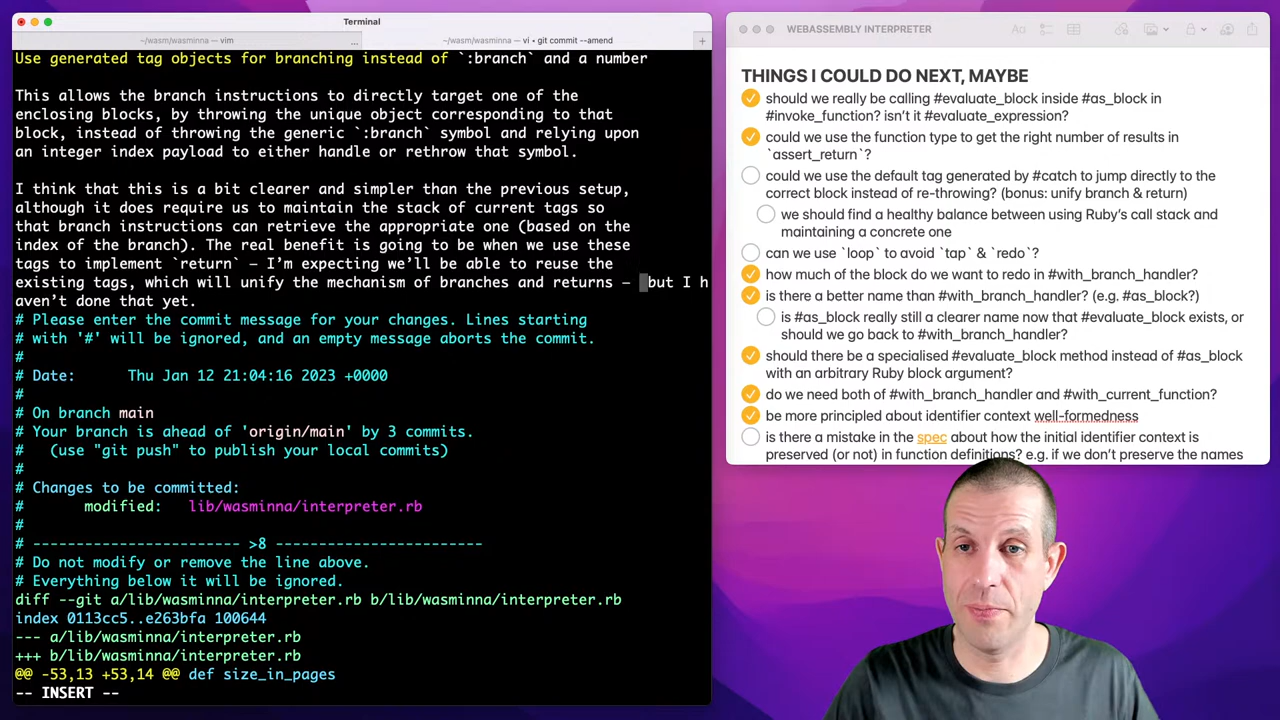 Terminal
~/wasm/wasminna — vim
...
~/wasm/wasminna — vi • git commit --amend
+
Use generated tag objects for branching instead of `:branch` and a number
This allows the branch instructions to directly target one of the
enclosing blocks, by throwing the unique object corresponding to that
block, instead of throwing the generic `:branch` symbol and relying upon
an integer index payload to either handle or rethrow that symbol.
I think that this is a bit clearer and simpler than the previous setup,
although it does require us to maintain the stack of current tags so
that branch instructions can retrieve the appropriate one (based on the
index of the branch). The real benefit is going to be when we use these
tags to implement `return` — I’m expecting we’ll be able to reuse the
existing tags, which will unify the mechanism of branches and returns — but I h
aven’t done that yet.
# Please enter the commit message for your changes. Lines starting
# with '#' will be ignored, and an empty message aborts the commit.
#
# Date:      Thu Jan 12 21:04:16 2023 +0000
#
# On branch main
# Your branch is ahead of 'origin/main' by 3 commits.
#   (use "git push" to publish your local commits)
#
# Changes to be committed:
#       modified:   lib/wasminna/interpreter.rb
#
# ------------------------ >8 ------------------------
# Do not modify or remove the line above.
# Everything below it will be ignored.
diff --git a/lib/wasminna/interpreter.rb b/lib/wasminna/interpreter.rb
index 0113cc5..e263bfa 100644
--- a/lib/wasminna/interpreter.rb
+++ b/lib/wasminna/interpreter.rb
@@ -53,13 +53,14 @@ def size_in_pages
-- INSERT --
WEBASSEMBLY INTERPRETER
Aa
THINGS I COULD DO NEXT, MAYBE
should we really be calling #evaluate_block inside #as_block in
#invoke_function? isn’t it #evaluate_expression?
could we use the function type to get the right number of results in
`assert_return`?
could we use the default tag generated by #catch to jump directly to the
correct block instead of re-throwing? (bonus: unify branch & return)
we should find a healthy balance between using Ruby’s call stack and
maintaining a concrete one
can we use `loop` to avoid `tap` & `redo`?
how much of the block do we want to redo in #with_branch_handler?
is there a better name than #with_branch_handler? (e.g. #as_block?)
is #as_block really still a clearer name now that #evaluate_block exists, or
should we go back to #with_branch_handler?
should there be a specialised #evaluate_block method instead of #as_block
with an arbitrary Ruby block argument?
do we need both of #with_branch_handler and #with_current_function?
be more principled about identifier context well-formedness
is there a mistake in the spec about how the initial identifier context is
preserved (or not) in function definitions? e.g. if we don’t preserve the names